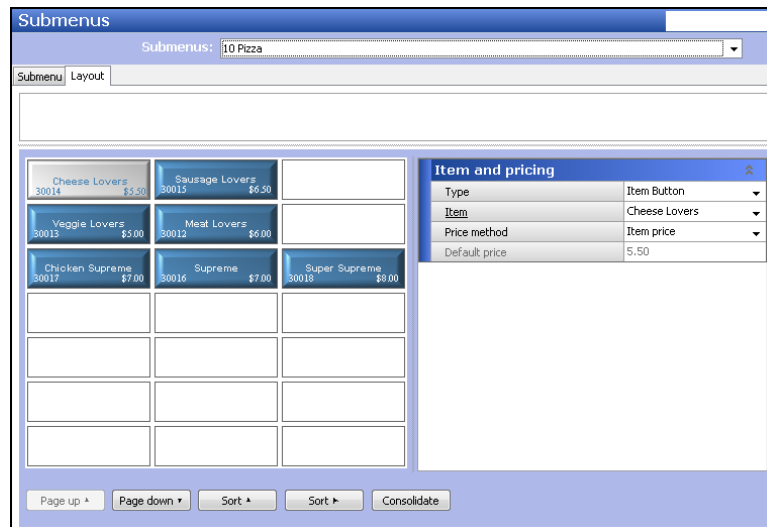 Submenus
Submenus: 10 Pizza
Submenu Layout
Cheese Lovers
30014 $5.50
Sausage Lovers
30015 $6.50
Veggie Lovers
30013 $5.00
Meat Lovers
30012 $6.00
Chicken Supreme
30017 $7.00
Supreme
30016 $7.00
Super Supreme
30018 $8.00
Item and pricing
Type Item Button
Item Cheese Lovers
Price method Item price
Default price 5.50
Page up Page down Sort Sort Consolidate